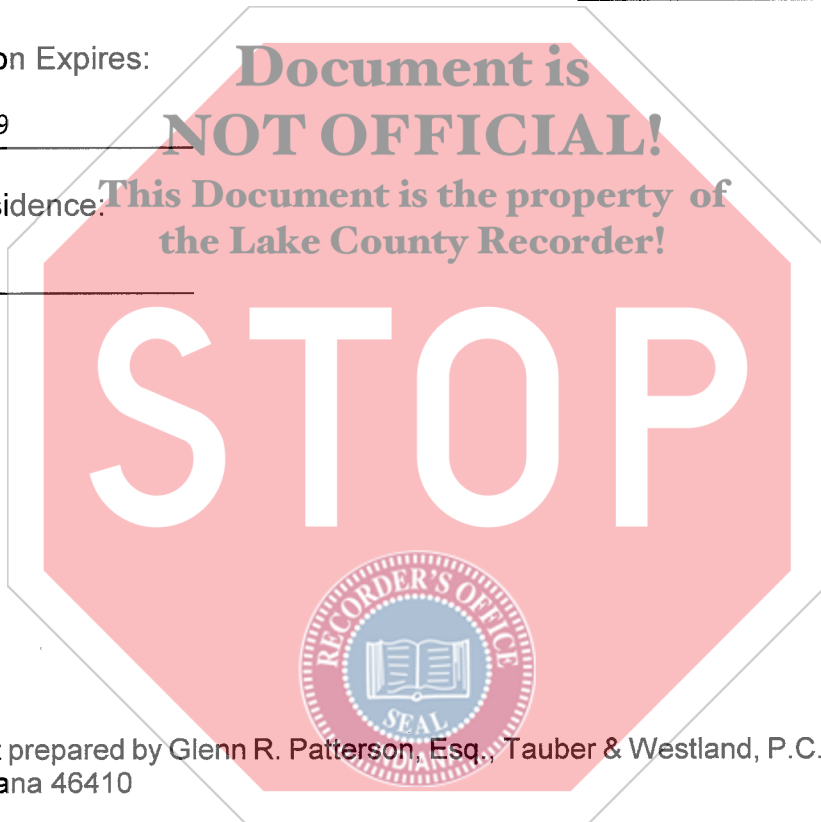 on Expires:
Document is
9
NOT OFFICIAL!
sidence:
This Document is the property of
the Lake County Recorder!
STOP
RECORDER'S OFFICE
SEAL
INDIANA
t prepared by Glenn R. Patterson, Esq., Tauber & Westland, P.C.
ana 46410